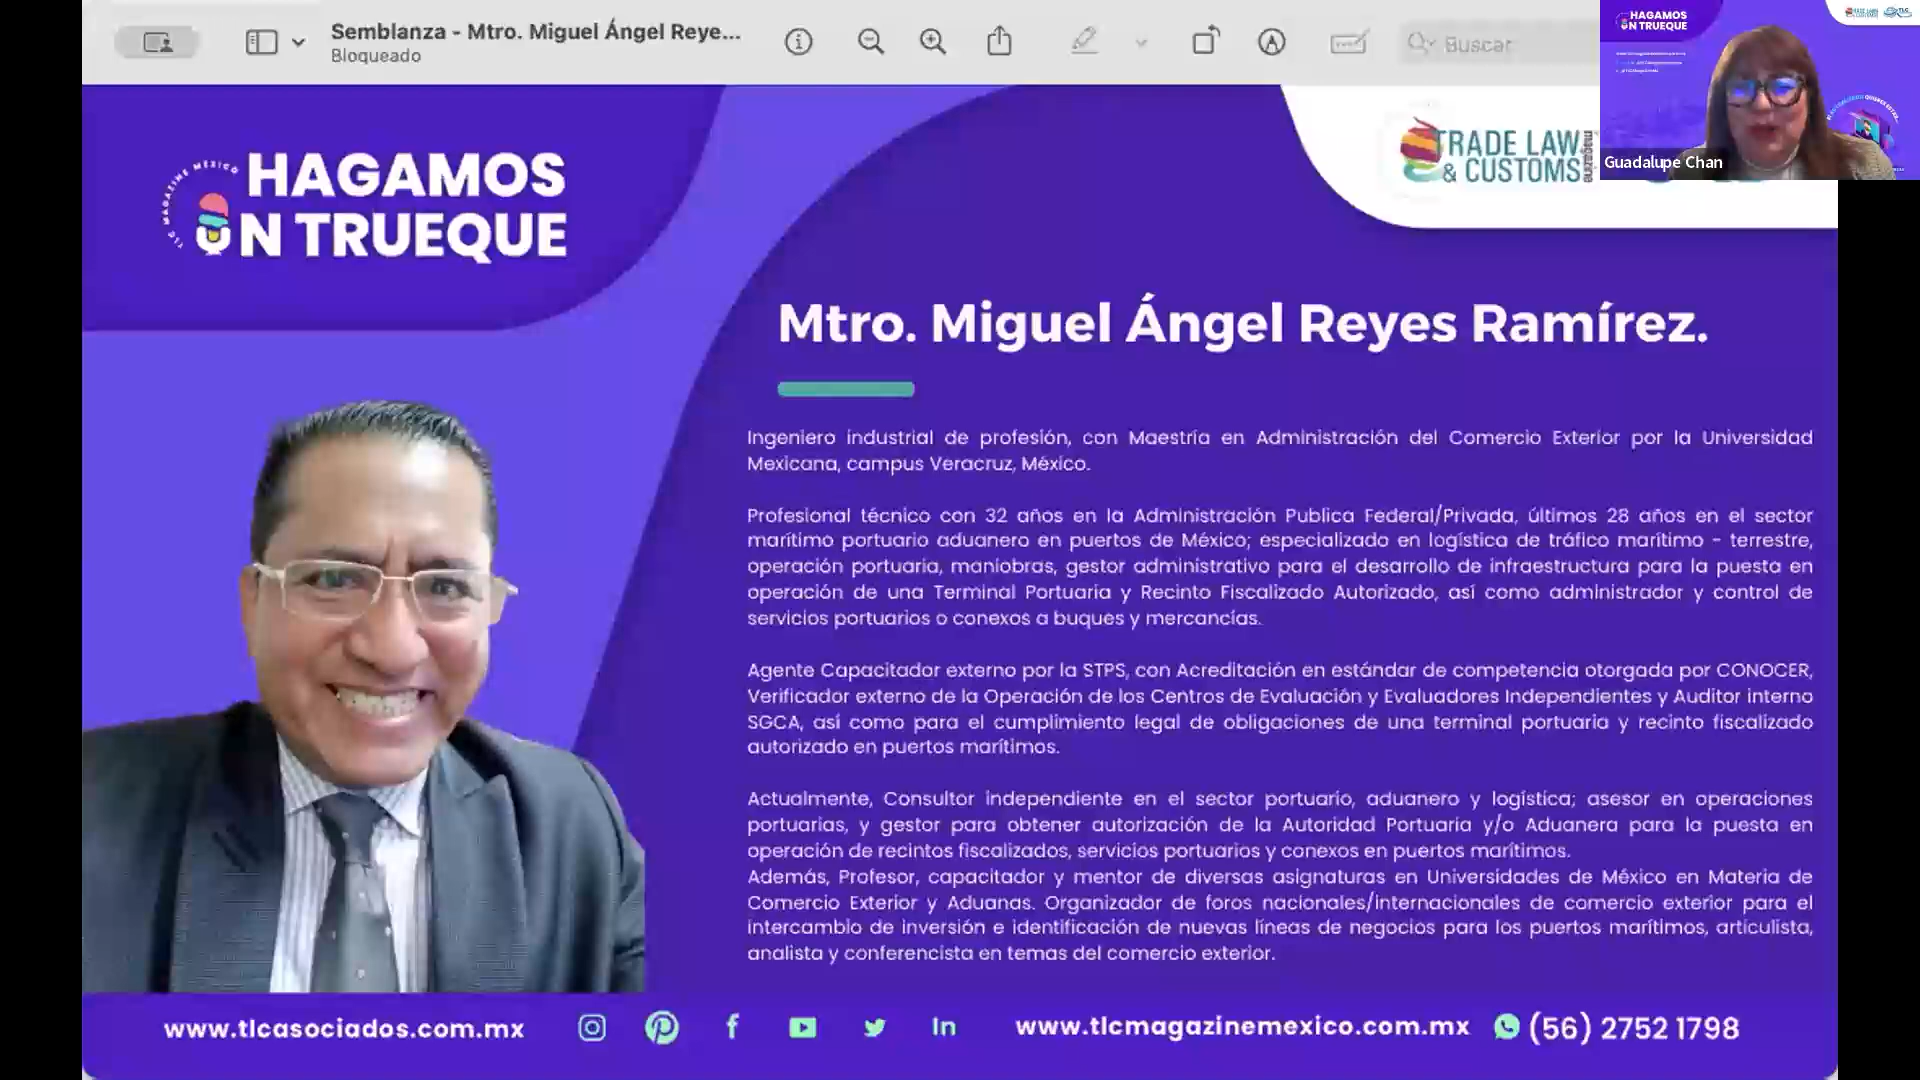 Semblanza - Mtro. Miguel Ángel Reye...
Bloqueado
Buscar
HAGAMOS
UN TRUEQUE
TLC MAGAZINE MÉXICO
TRADE LAW
& CUSTOMS
magazine
HAGAMOS
UN TRUEQUE
Guadalupe Chan
Mtro. Miguel Ángel Reyes Ramírez.
Ingeniero industrial de profesión, con Maestría en Administración del Comercio Exterior por la Universidad
Mexicana, campus Veracruz, México.
Profesional técnico con 32 años en la Administración Publica Federal/Privada, últimos 28 años en el sector
marítimo portuario aduanero en puertos de México; especializado en logística de tráfico marítimo - terrestre,
operación portuaria, maniobras, gestor administrativo para el desarrollo de infraestructura para la puesta en
operación de una Terminal Portuaria y Recinto Fiscalizado Autorizado, así como administrador y control de
servicios portuarios o conexos a buques y mercancías.
Agente Capacitador externo por la STPS, con Acreditación en estándar de competencia otorgada por CONOCER,
Verificador externo de la Operación de los Centros de Evaluación y Evaluadores Independientes y Auditor interno
SGCA, así como para el cumplimiento legal de obligaciones de una terminal portuaria y recinto fiscalizado
autorizado en puertos marítimos.
Actualmente, Consultor independiente en el sector portuario, aduanero y logística; asesor en operaciones
portuarias, y gestor para obtener autorización de la Autoridad Portuaria y/o Aduanera para la puesta en
operación de recintos fiscalizados, servicios portuarios y conexos en puertos marítimos.
Además, Profesor, capacitador y mentor de diversas asignaturas en Universidades de México en Materia de
Comercio Exterior y Aduanas. Organizador de foros nacionales/internacionales de comercio exterior para el
intercambio de inversión e identificación de nuevas líneas de negocios para los puertos marítimos, articulista,
analista y conferencista en temas del comercio exterior.
www.tlcasociados.com.mx
www.tlcmagazinemexico.com.mx
(56) 2752 1798